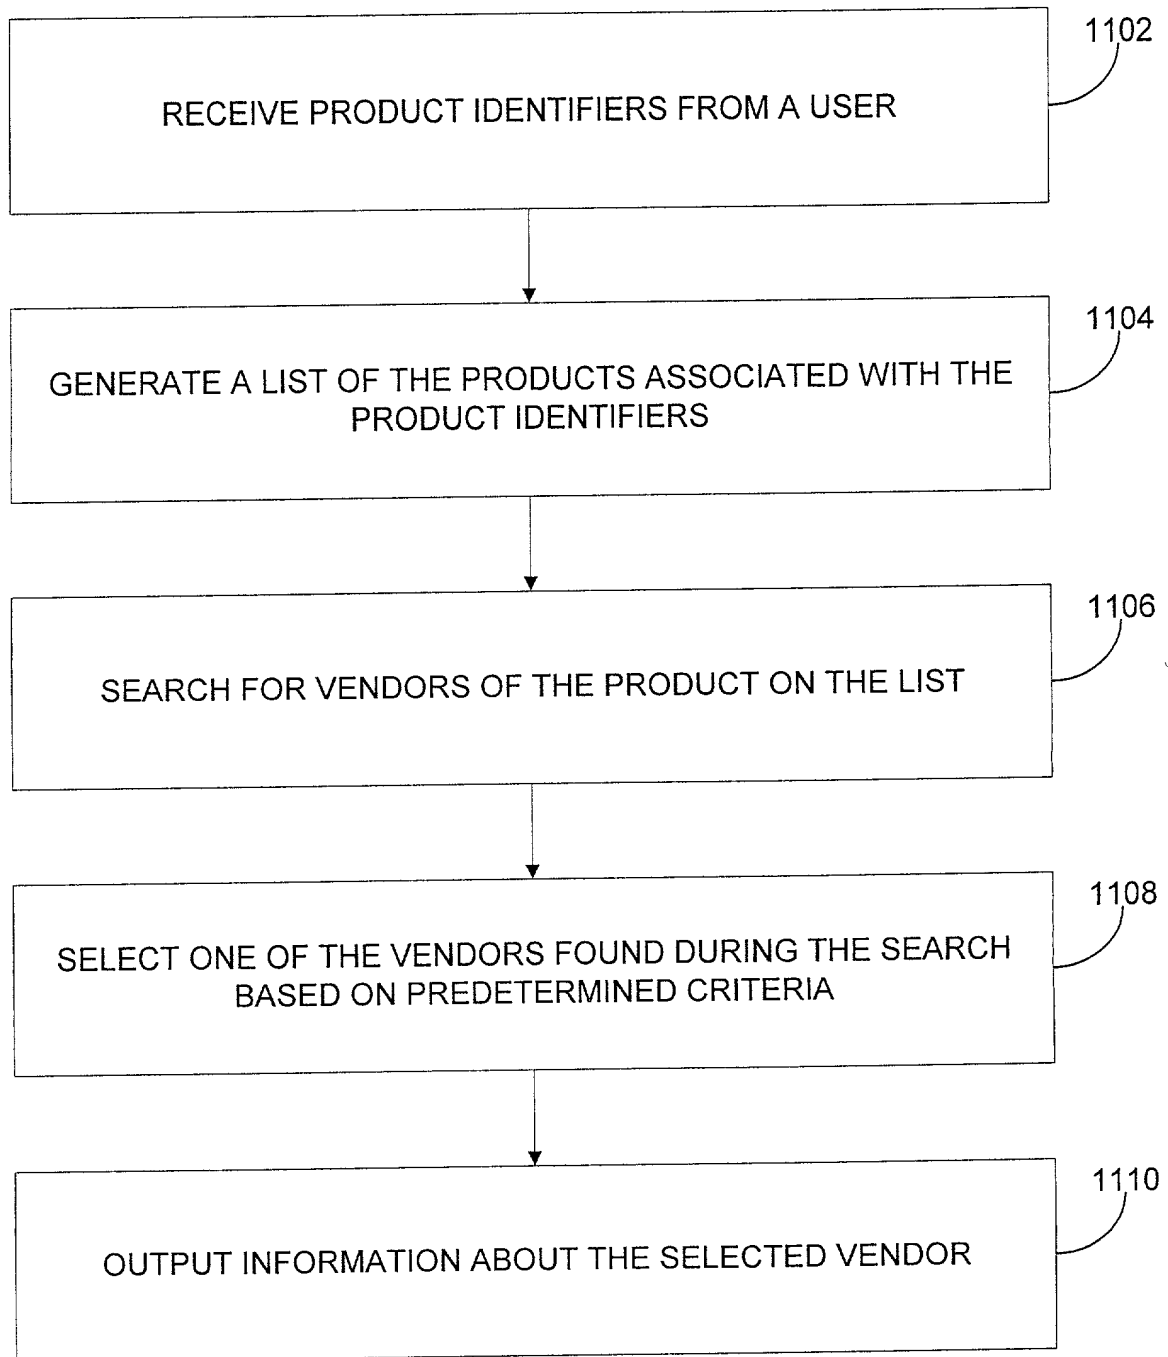 1102
RECEIVE PRODUCT IDENTIFIERS FROM A USER
1104
GENERATE A LIST OF THE PRODUCTS ASSOCIATED WITH THE
PRODUCT IDENTIFIERS
1106
SEARCH FOR VENDORS OF THE PRODUCT ON THE LIST
1108
SELECT ONE OF THE VENDORS FOUND DURING THE SEARCH
BASED ON PREDETERMINED CRITERIA
1110
OUTPUT INFORMATION ABOUT THE SELECTED VENDOR